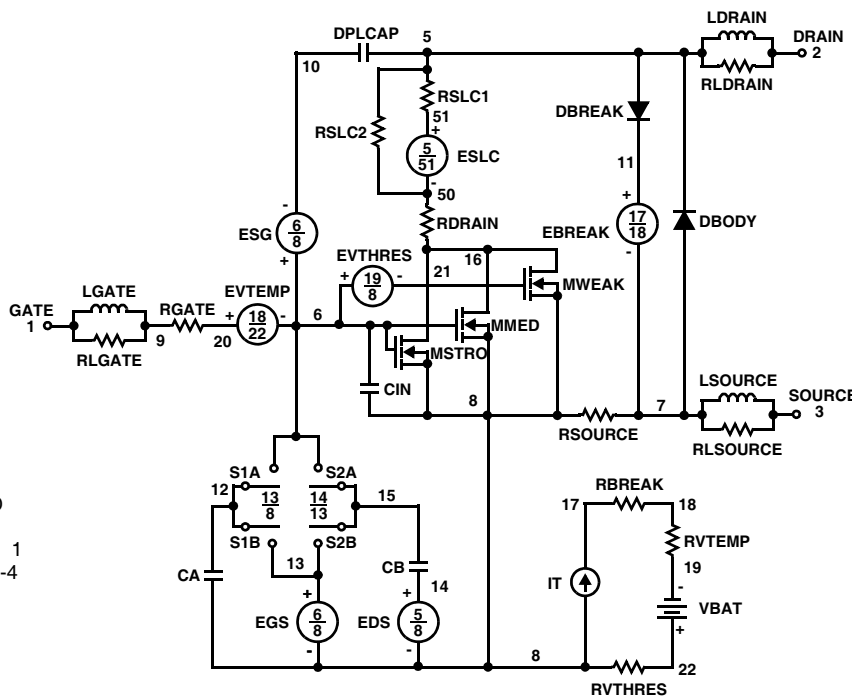 LDRAIN
DPLCAP
5
DRAIN
2
10
RLDRAIN
RSLC1
51
DBREAK
RSLC2
+
5
51
ESLC
-
50
11
-
+
6
8
ESG
RDRAIN
17
18
EBREAK
DBODY
+
-
EVTHRES
16
21
+
19
8
-
MWEAK
LGATE
EVTEMP
GATE
1
RGATE
+
18
22
-
6
MMED
9
20
MSTRO
RLGATE
LSOURCE
CIN
8
7
SOURCE
3
RSOURCE
RLSOURCE
S1A
S2A
12
13
8
14
13
15
RBREAK
17
18
S1B
S2B
RVTEMP
13
CB
19
CA
14
IT
-
+
+
VBAT
EGS
6
8
EDS
5
8
+
-
-
8
22
RVTHRES
1
-4